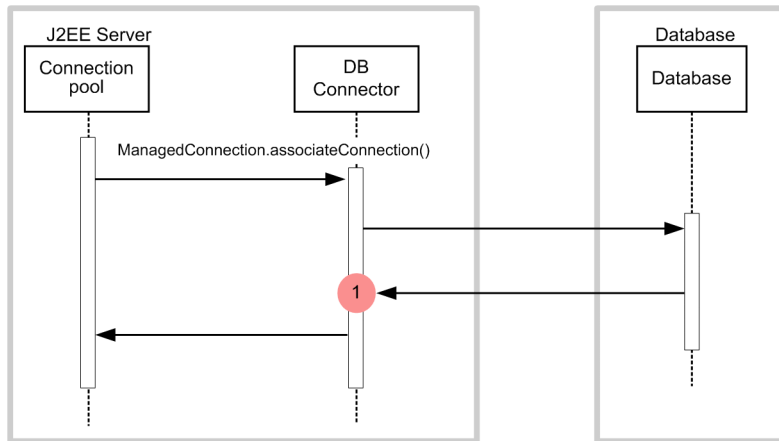 J2EE Server
Database
Connection
pool
DB
Connector
Database
ManagedConnection.associateConnection()
1